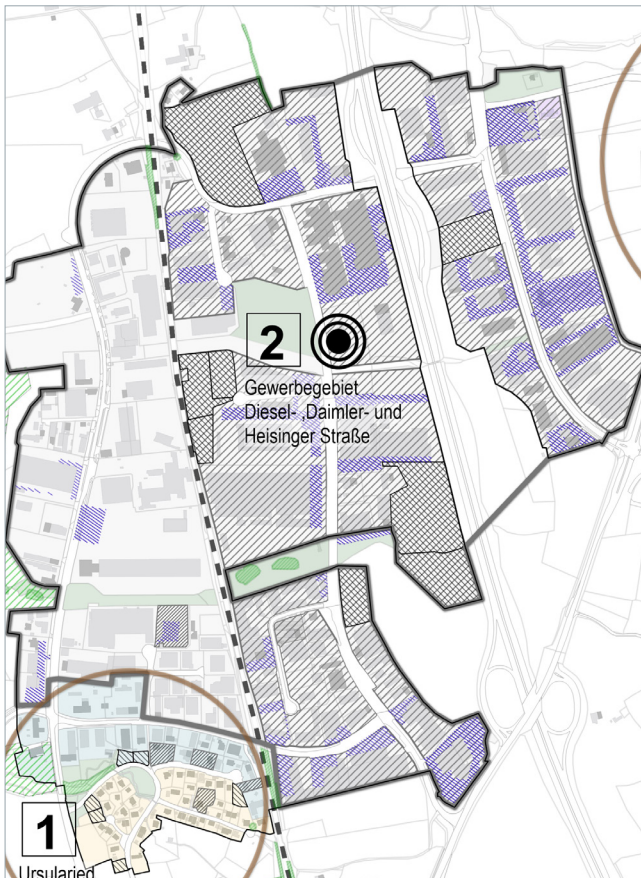 2
Gewerbegebiet
Diesel- ,Daimler- und
Heisinger Straße
1
Ursularied